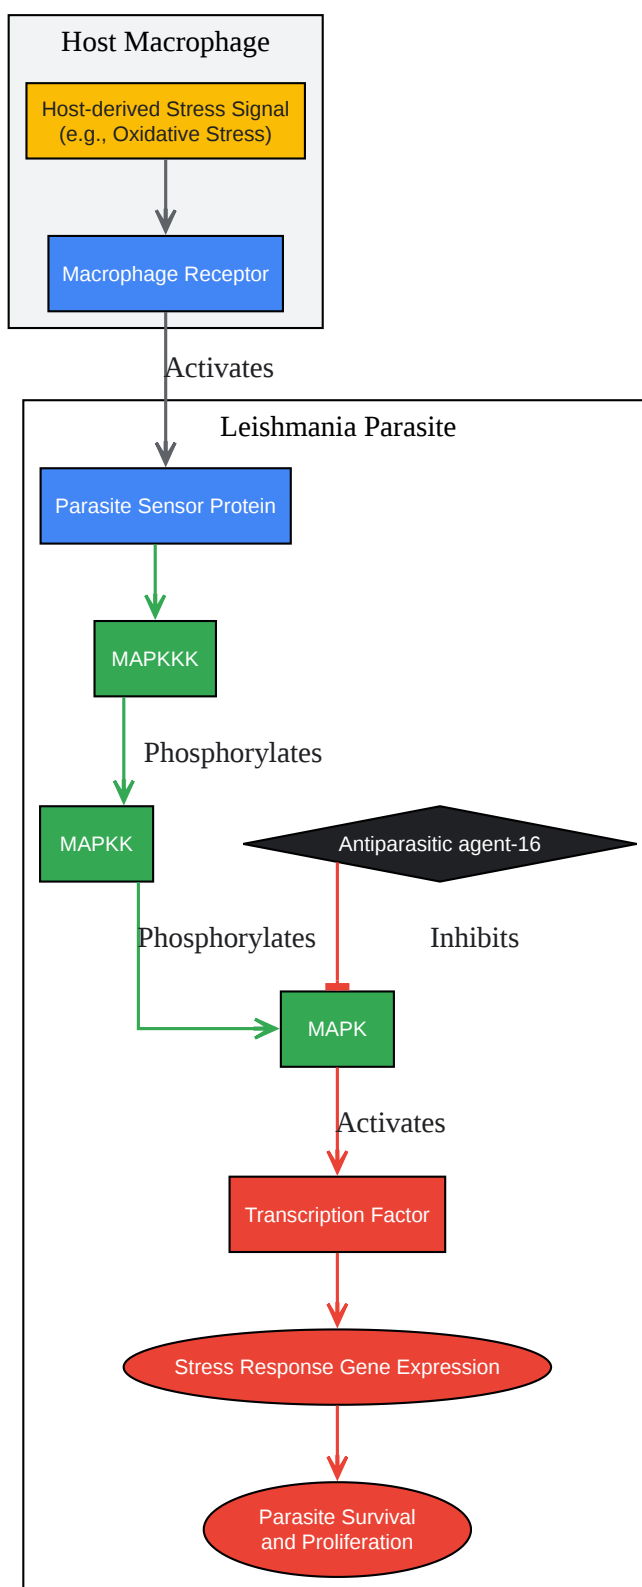 Host Macrophage
Host-derived Stress Signal
(e.g., Oxidative Stress)
Macrophage Receptor
Activates
Leishmania Parasite
Parasite Sensor Protein
MAPKKK
Phosphorylates
MAPKK
Antiparasitic agent-16
Phosphorylates
Inhibits
MAPK
Activates
Transcription Factor
Stress Response Gene Expression
Parasite Survival
and Proliferation